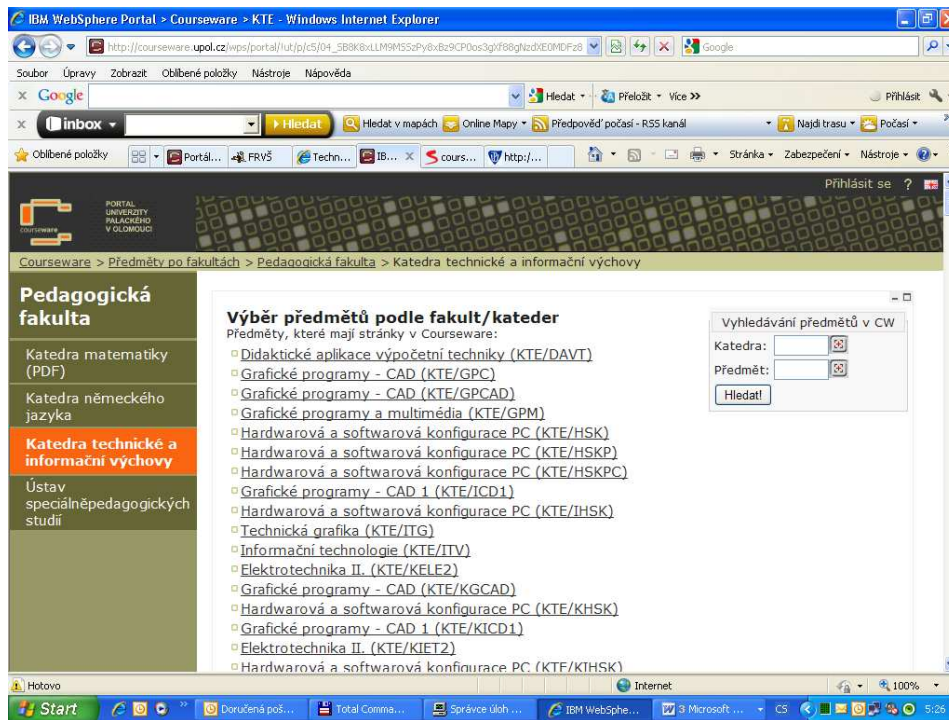 IBM WebSphere Portal > Courseware > KTE - Windows Internet Explorer
http://courseware.upol.cz/wps/portal/!ut/p/c5/
Google
Soubor Úpravy Zobrazit Oblíbené položky Nástroje Nápověda
Google Hledat Přeložit Více >> Přihlásit
inbox Hledat Hledat v mapách Online Mapy Předpověď počasí - RSS kanál Najdi trasu Počasí
Oblíbené položky Portál... FRVŠ Techn... IB... cours... http:/... Stránka Zabezpečení Nástroje
Přihlásit se ?
courseware
PORTAL
UNIVERZITY
PALACKÉHO
V OLOMOUCI
Courseware > Předměty po fakultách > Pedagogická fakulta > Katedra technické a informační výchovy
Pedagogická
fakulta
Katedra matematiky
(PDF)
Katedra německého
jazyka
Katedra technické a
informační výchovy
Ústav
speciálněpedagogických
studií
Výběr předmětů podle fakult/kateder
Předměty, které mají stránky v Courseware:
Didaktické aplikace výpočetní techniky (KTE/DAVT)
Grafické programy - CAD (KTE/GPC)
Grafické programy - CAD (KTE/GPCAD)
Grafické programy a multimédia (KTE/GPM)
Hardwarová a softwarová konfigurace PC (KTE/HSK)
Hardwarová a softwarová konfigurace PC (KTE/HSKP)
Hardwarová a softwarová konfigurace PC (KTE/HSKPC)
Grafické programy - CAD 1 (KTE/ICD1)
Hardwarová a softwarová konfigurace PC (KTE/IHSK)
Technická grafika (KTE/ITG)
Informační technologie (KTE/ITV)
Elektrotechnika II. (KTE/KELE2)
Grafické programy - CAD (KTE/KGCAD)
Hardwarová a softwarová konfigurace PC (KTE/KHSK)
Grafické programy - CAD 1 (KTE/KICD1)
Elektrotechnika II. (KTE/KIET2)
Hardwarová a softwarová konfigurace PC (KTE/KIHSK)
Vyhledávání předmětů v CW
Katedra:
Předmět:
Hledat!
Hotovo Internet 100%
Start Doručená poš... Total Comma... Správce úloh ... IBM WebSphe... 3 Microsoft ... CS 5:26